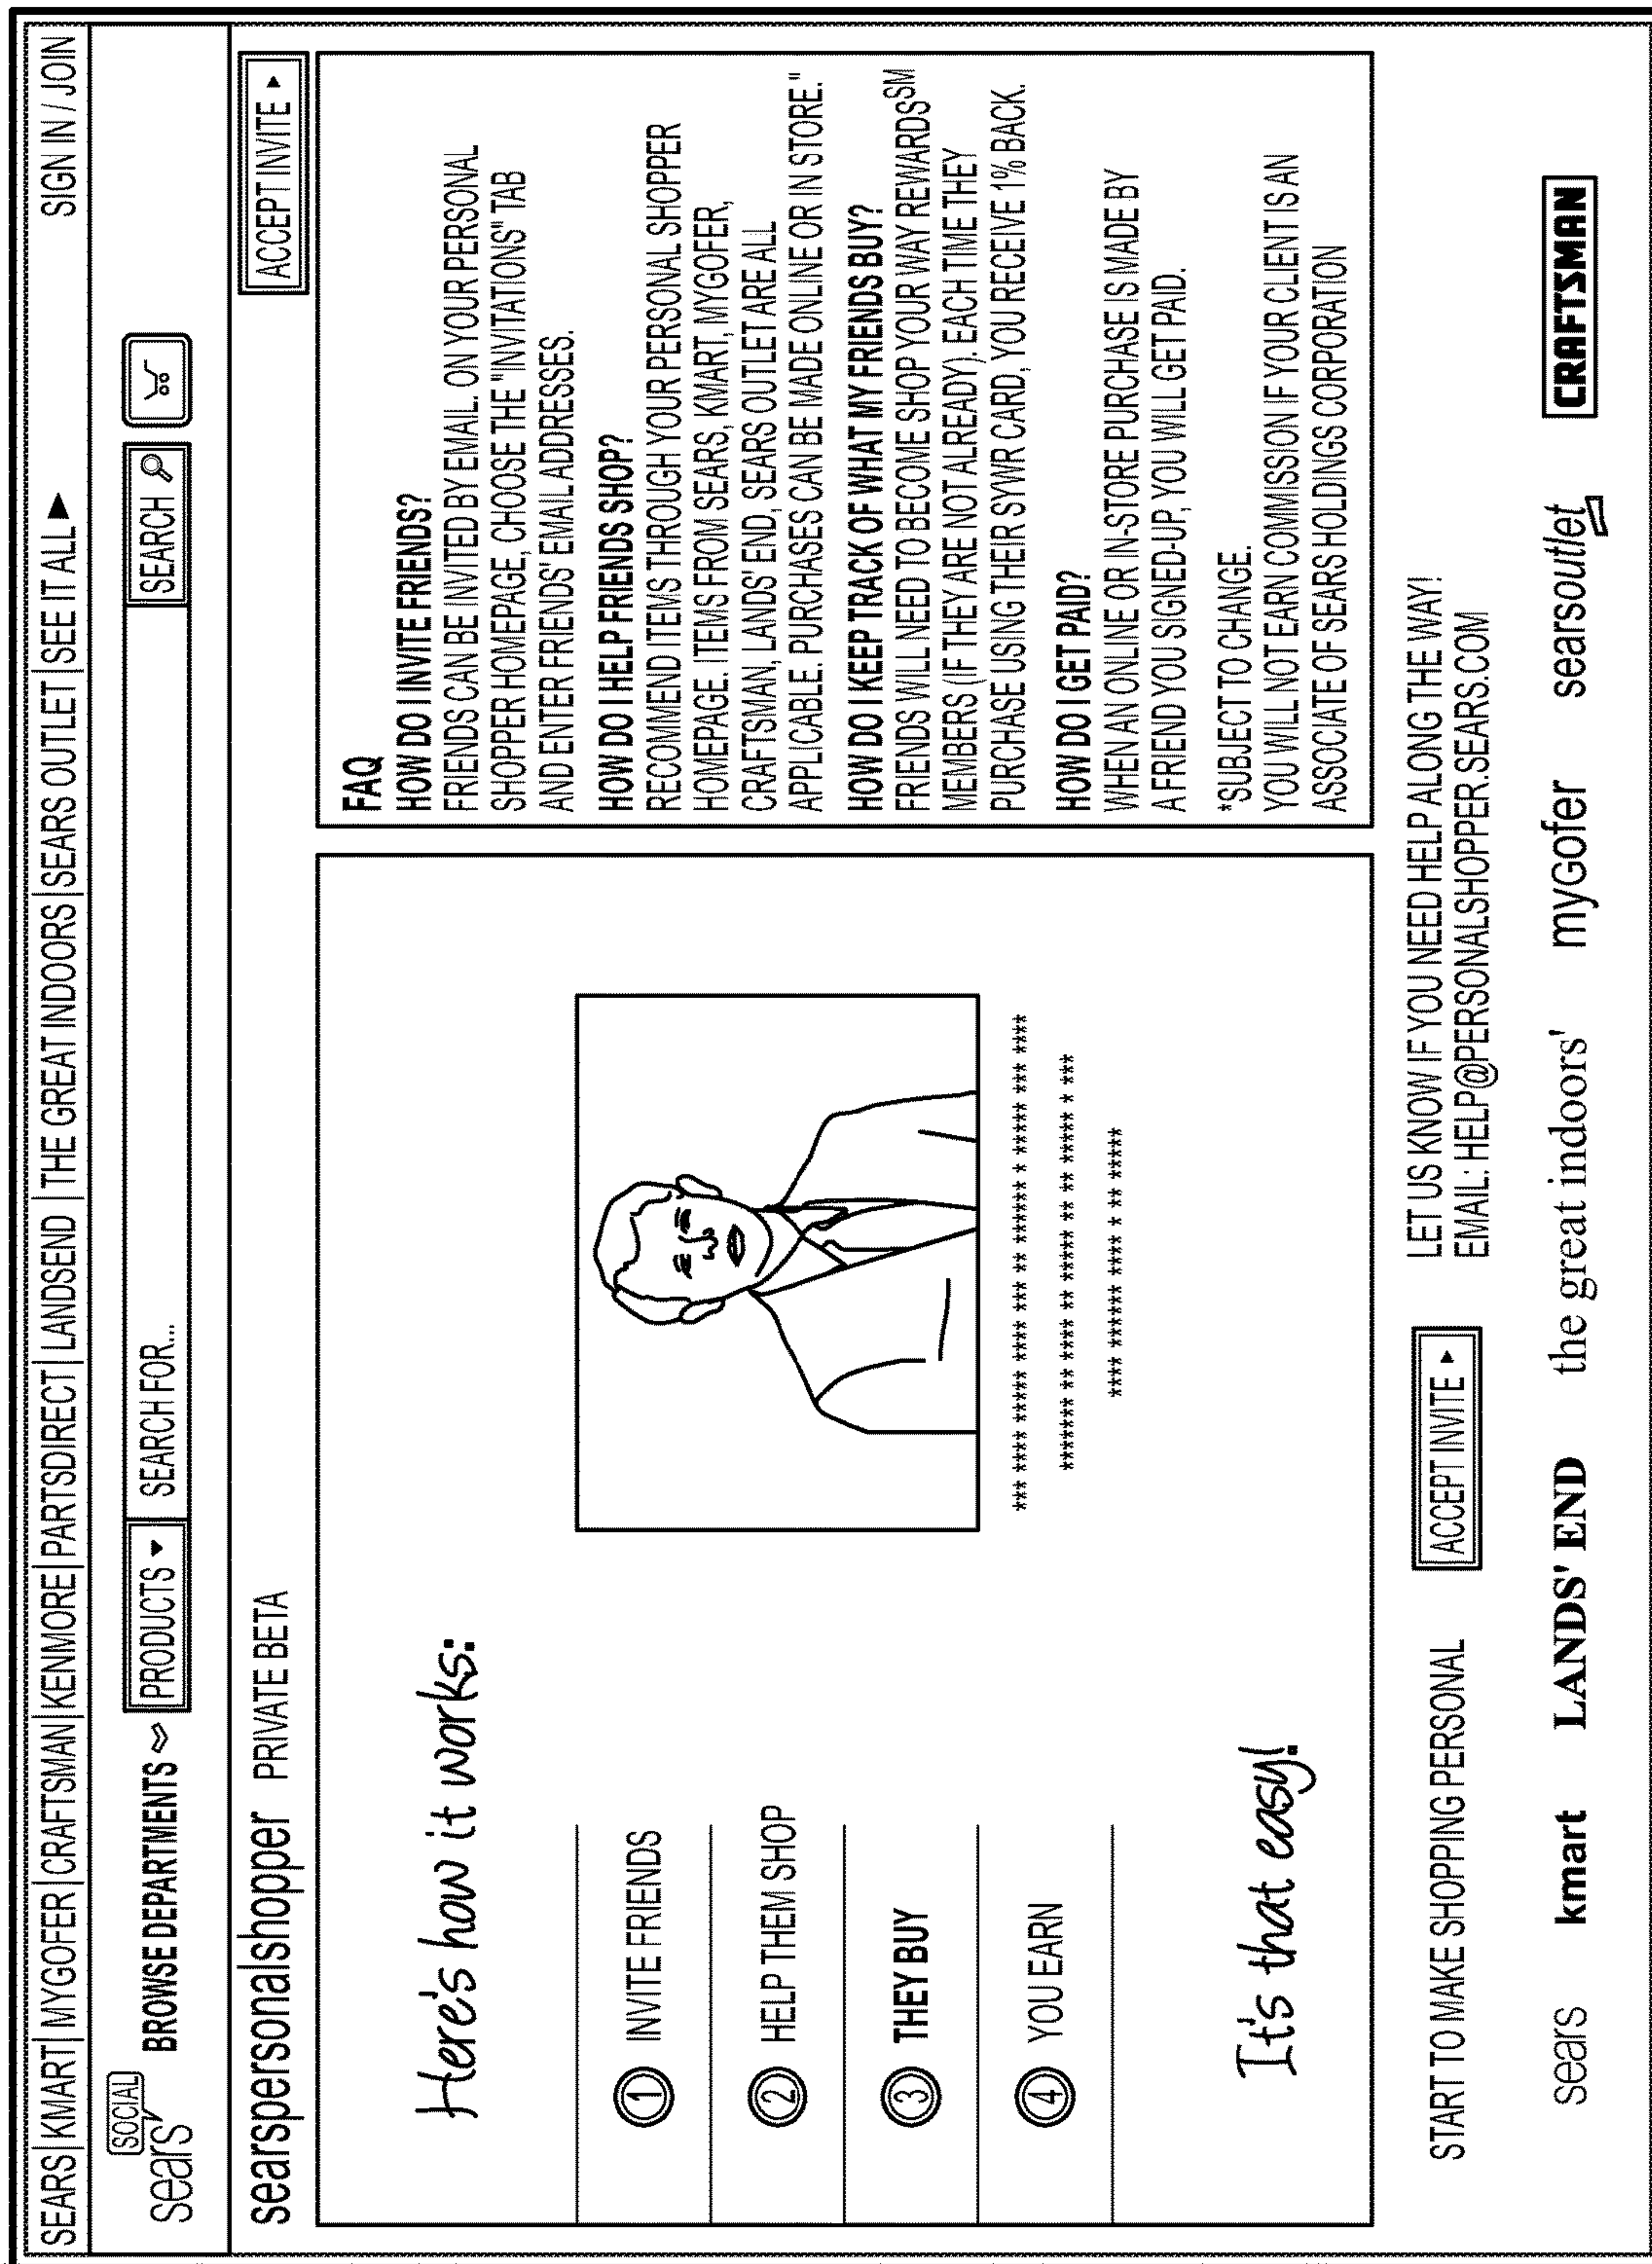 SEARS | KMART | MYGOFER | CRAFTSMAN | KENMORE | PARTSDIRECT | LANDSEND | THE GREAT INDOORS | SEARS OUTLET | SEE IT ALL ►
SIGN IN / JOIN
SOCIAL
sears
BROWSE DEPARTMENTS
PRODUCTS ▼
SEARCH FOR...
SEARCH
searspersonalshopper PRIVATE BETA
ACCEPT INVITE ►
Here's how it works:
1 INVITE FRIENDS
2 HELP THEM SHOP
3 THEY BUY
4 YOU EARN
It's that easy!
*** **** ***** **** *** *** ** ****** * ***** *** ****
******* ** **** ** ***** ** ** ***** * ***
**** ****** **** * ** *****
FAQ
HOW DO I INVITE FRIENDS?
FRIENDS CAN BE INVITED BY EMAIL. ON YOUR PERSONAL
SHOPPER HOMEPAGE, CHOOSE THE "INVITATIONS" TAB
AND ENTER FRIENDS' EMAIL ADDRESSES.
HOW DO I HELP FRIENDS SHOP?
RECOMMEND ITEMS THROUGH YOUR PERSONAL SHOPPER
HOMEPAGE. ITEMS FROM SEARS, KMART, MYGOFER,
CRAFTSMAN, LANDS' END, SEARS OUTLET ARE ALL
APPLICABLE. PURCHASES CAN BE MADE ONLINE OR IN STORE."
HOW DO I KEEP TRACK OF WHAT MY FRIENDS BUY?
FRIENDS WILL NEED TO BECOME SHOP YOUR WAY REWARDS℠
MEMBERS (IF THEY ARE NOT ALREADY). EACH TIME THEY
PURCHASE USING THEIR SYWR CARD, YOU RECEIVE 1% BACK.
HOW DO I GET PAID?
WHEN AN ONLINE OR IN-STORE PURCHASE IS MADE BY
A FRIEND YOU SIGNED-UP, YOU WILL GET PAID.
*SUBJECT TO CHANGE.
YOU WILL NOT EARN COMMISSION IF YOUR CLIENT IS AN
ASSOCIATE OF SEARS HOLDINGS CORPORATION
START TO MAKE SHOPPING PERSONAL
ACCEPT INVITE ►
LET US KNOW IF YOU NEED HELP ALONG THE WAY!
EMAIL: HELP@PERSONALSHOPPER.SEARS.COM
sears kmart LANDS' END the great indoors' myGofer searsoutlet CRAFTSMAN